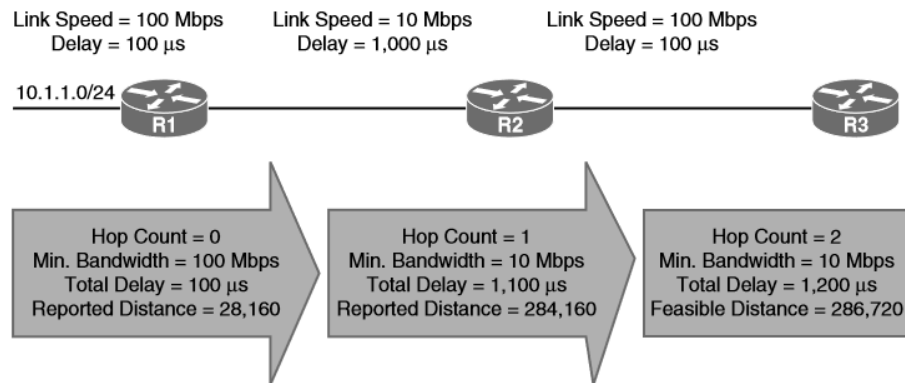 Link Speed = 100 Mbps
Delay = 100 µs
Link Speed = 10 Mbps
Delay = 1,000 µs
Link Speed = 100 Mbps
Delay = 100 µs
10.1.1.0/24
R1
R2
R3
Hop Count = 0
Min. Bandwidth = 100 Mbps
Total Delay = 100 µs
Reported Distance = 28,160
Hop Count = 1
Min. Bandwidth = 10 Mbps
Total Delay = 1,100 µs
Reported Distance = 284,160
Hop Count = 2
Min. Bandwidth = 10 Mbps
Total Delay = 1,200 µs
Feasible Distance = 286,720